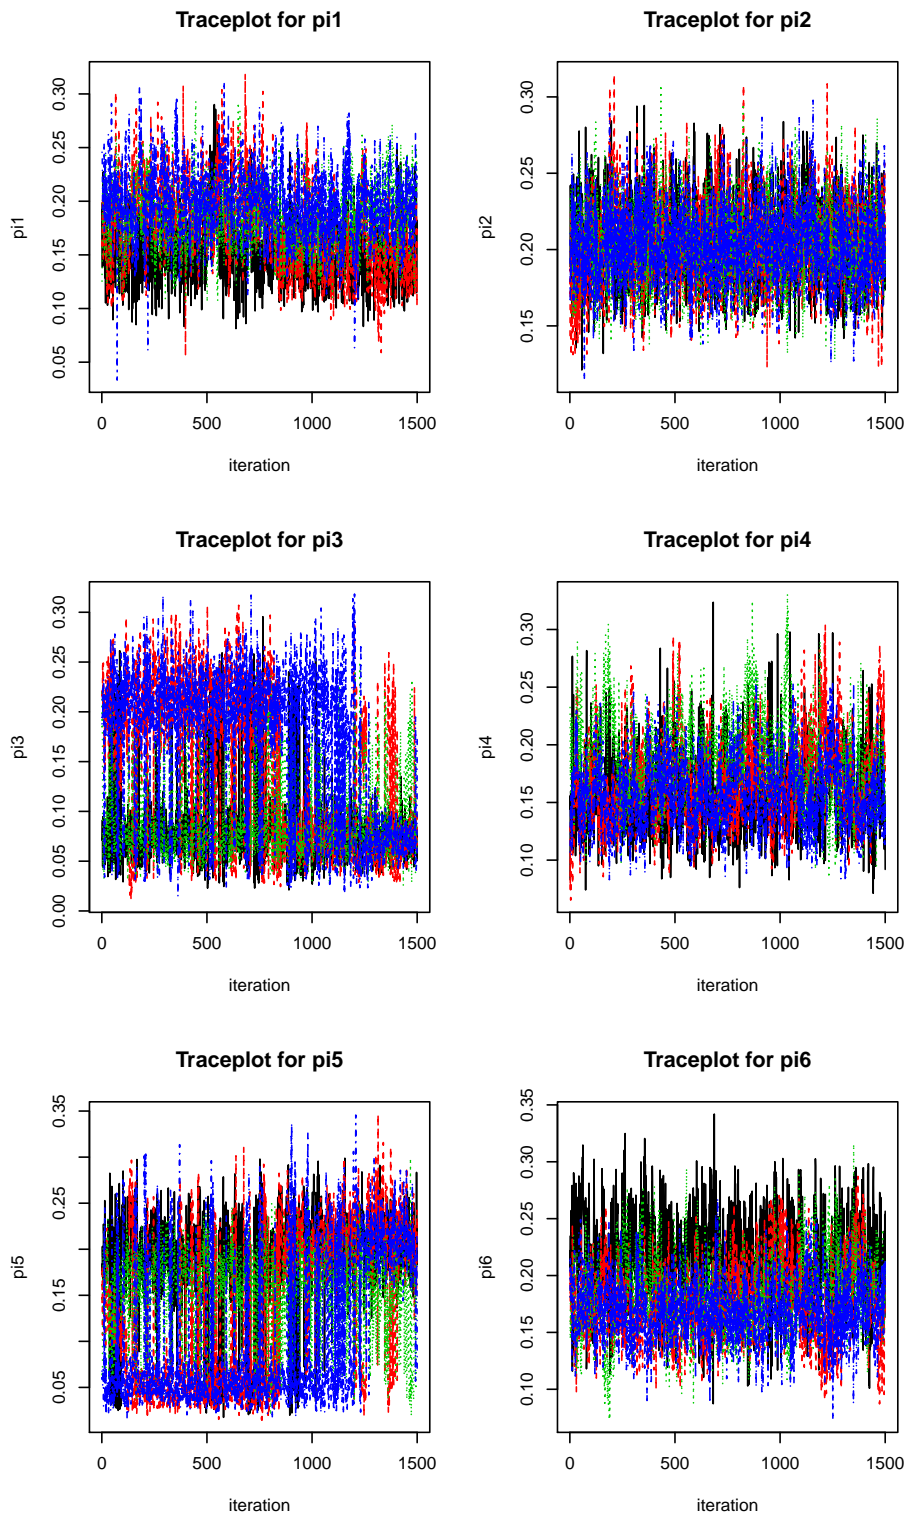 Traceplot for pi1
pi1
0.05 0.10 0.15 0.20 0.25 0.30
0 500 1000 1500
iteration
Traceplot for pi2
pi2
0.15 0.20 0.25 0.30
0 500 1000 1500
iteration
Traceplot for pi3
pi3
0.00 0.05 0.10 0.15 0.20 0.25 0.30
0 500 1000 1500
iteration
Traceplot for pi4
pi4
0.10 0.15 0.20 0.25 0.30
0 500 1000 1500
iteration
Traceplot for pi5
pi5
0.05 0.15 0.25 0.35
0 500 1000 1500
iteration
Traceplot for pi6
pi6
0.10 0.15 0.20 0.25 0.30 0.35
0 500 1000 1500
iteration